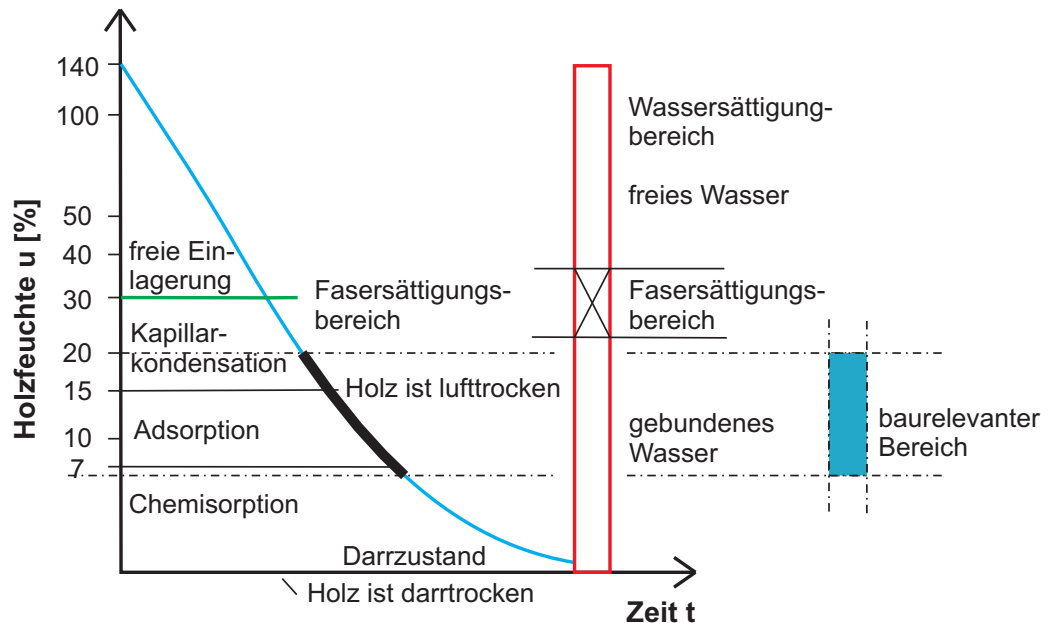 140
100
50
40
30
20
15
10
7
Holzfeuchte u [%]
freie Ein-
lagerung
Kapillar-
kondensation
Adsorption
Chemisorption
Fasersättigungs-
bereich
Holz ist lufttrocken
Darrzustand
Holz ist darrtrocken
Zeit t
Wassersättigung-
bereich
freies Wasser
Fasersättigungs-
bereich
gebundenes
Wasser
baurelevanter
Bereich